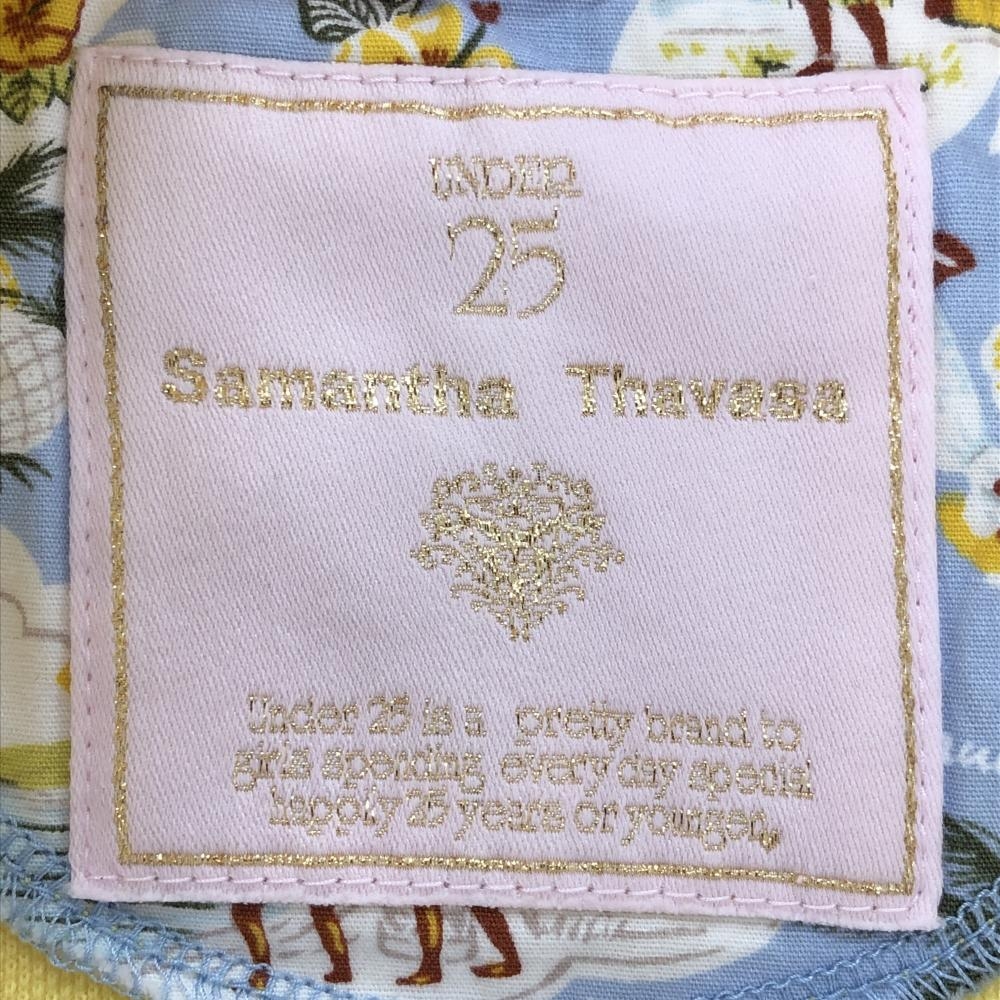 UNDER
25
Samantha Thavasa
Under 25 is a pretty brand to
girls spending every day special
happily 25 years or younger,